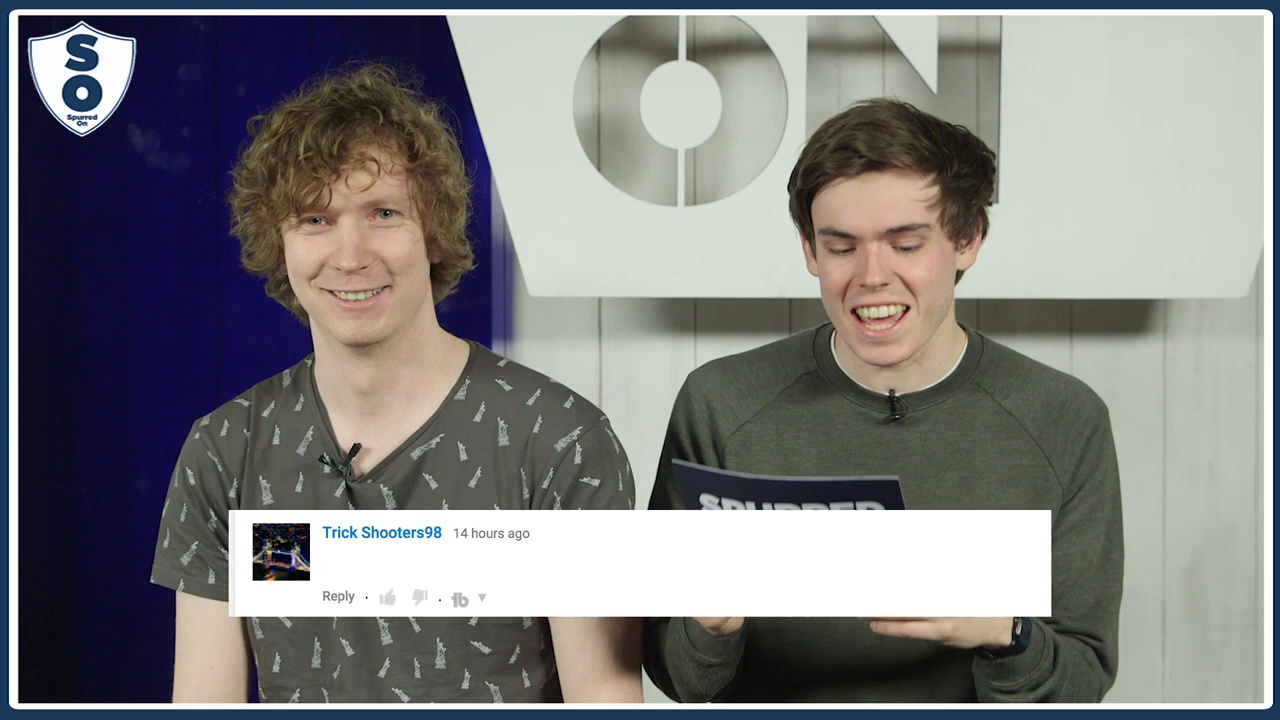 S
O
Spurred
On
ON
SPURRED
Trick Shooters98 14 hours ago
Reply